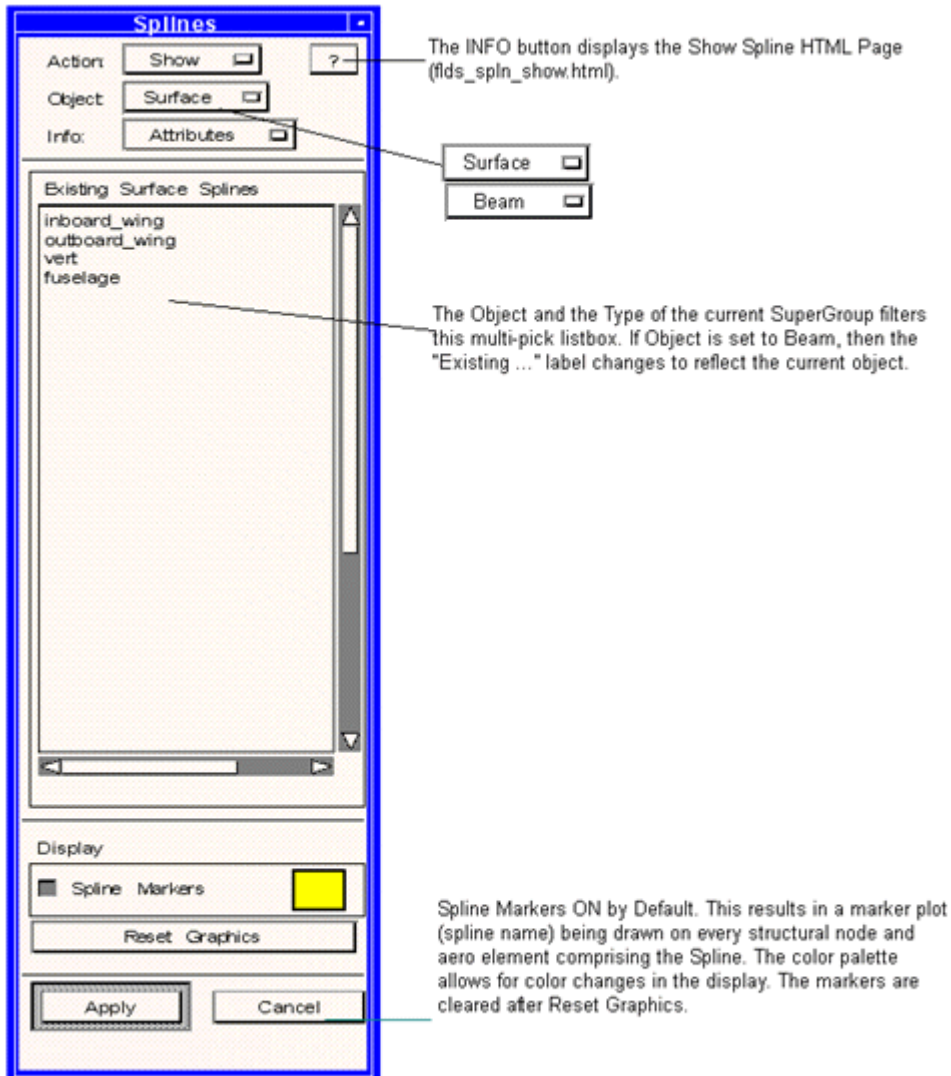 Splines
Action: Show ?
The INFO button displays the Show Spline HTML Page
(flds_spln_show.html).
Object: Surface
Info: Attributes
Surface
Beam
Existing Surface Splines
inboard_wing
outboard_wing
vert
fuselage
The Object and the Type of the current SuperGroup filters
this multi-pick listbox. If Object is set to Beam, then the
"Existing ..." label changes to reflect the current object.
Display
Spline Markers
Reset Graphics
Spline Markers ON by Default. This results in a marker plot
(spline name) being drawn on every structural node and
aero element comprising the Spline. The color palette
allows for color changes in the display. The markers are
cleared after Reset Graphics.
Apply Cancel